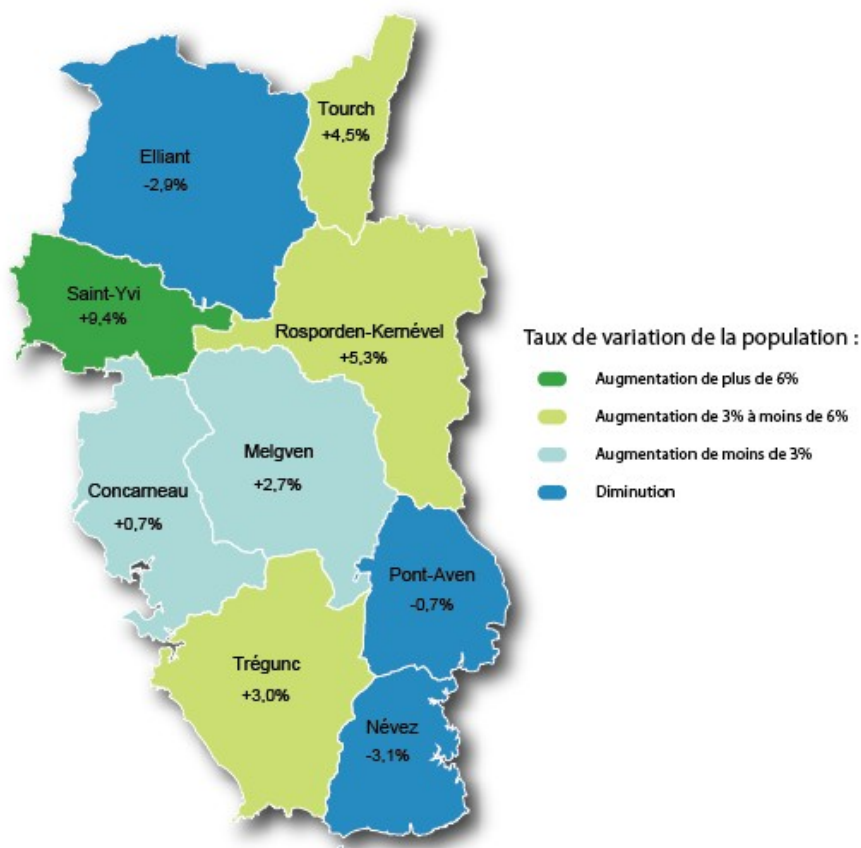 Tourch
+4,5%
Elliant
-2,9%
Saint-Yvi
+9,4%
Rosporden-Kernével
+5,3%
Melgven
+2,7%
Concarneau
+0,7%
Pont-Aven
-0,7%
Trégunc
+3,0%
Névez
-3,1%
Taux de variation de la population :
Augmentation de plus de 6%
Augmentation de 3% à moins de 6%
Augmentation de moins de 3%
Diminution